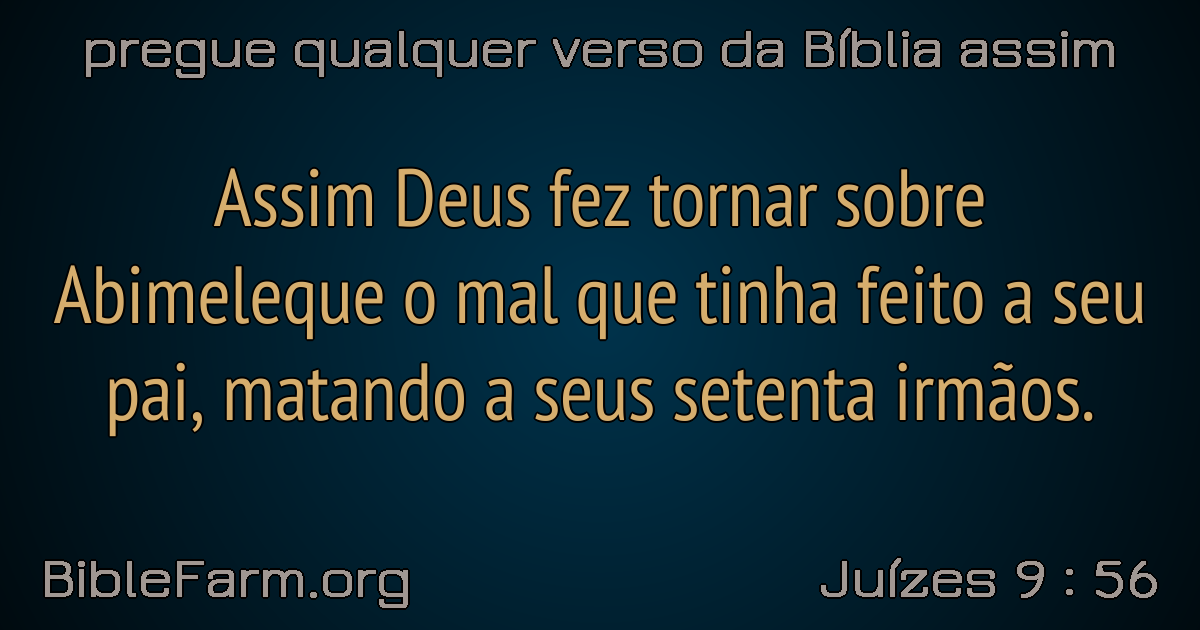 pregue qualquer verso da Bíblia assim
Assim Deus fez tornar sobre
Abimeleque o mal que tinha feito a seu
pai, matando a seus setenta irmãos.
BibleFarm.org
Juízes 9 : 56